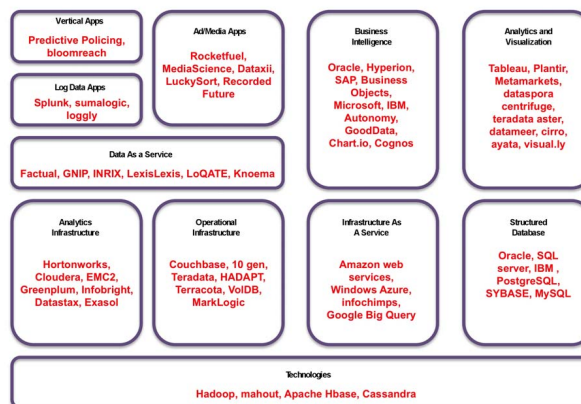 Vertical Apps
Predictive Policing,
bloomreach
Log Data Apps
Splunk, sumalogic,
loggly
Ad/Media Apps
Rocketfuel,
MediaScience, Dataxii,
LuckySort, Recorded
Future
Business
Intelligence
Oracle, Hyperion,
SAP, Business
Objects,
Microsoft, IBM,
Autonomy,
GoodData,
Chart.io, Cognos
Analytics and
Visualization
Tableau, Plantir,
Metamarkets,
dataspora
centrifuge,
teradata aster,
datameer, cirro,
ayata, visual.ly
Data As a Service
Factual, GNIP, INRIX, LexisLexis, LoQATE, Knoema
Analytics
Infrastructure
Hortonworks,
Cloudera, EMC2,
Greenplum, Infobright,
Datastax, Exasol
Operational
Infrastructure
Couchbase, 10 gen,
Teradata, HADAPT,
Terracota, VolDB,
MarkLogic
Infrastructure As
A Service
Amazon web
services,
Windows Azure,
infochimps,
Google Big Query
Structured
Database
Oracle, SQL
server, IBM ,
PostgreSQL,
SYBASE, MySQL
Technologies
Hadoop, mahout, Apache Hbase, Cassandra